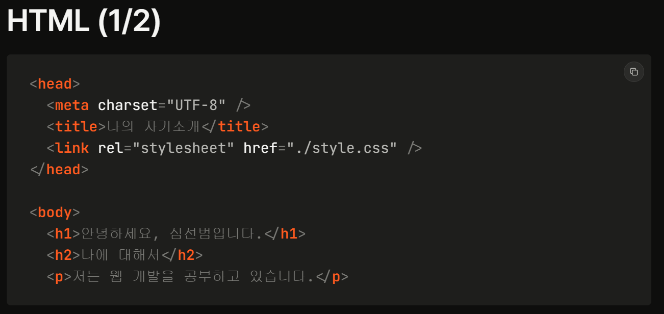 HTML (1/2)
<head>
<meta charset="UTF-8" />
<title>나의 자기소개</title>
<link rel="stylesheet" href="./style.css" />
</head>
<body>
<h1>안녕하세요, 심선범입니다.</h1>
<h2>나에 대해서</h2>
<p>저는 웹 개발을 공부하고 있습니다.</p>